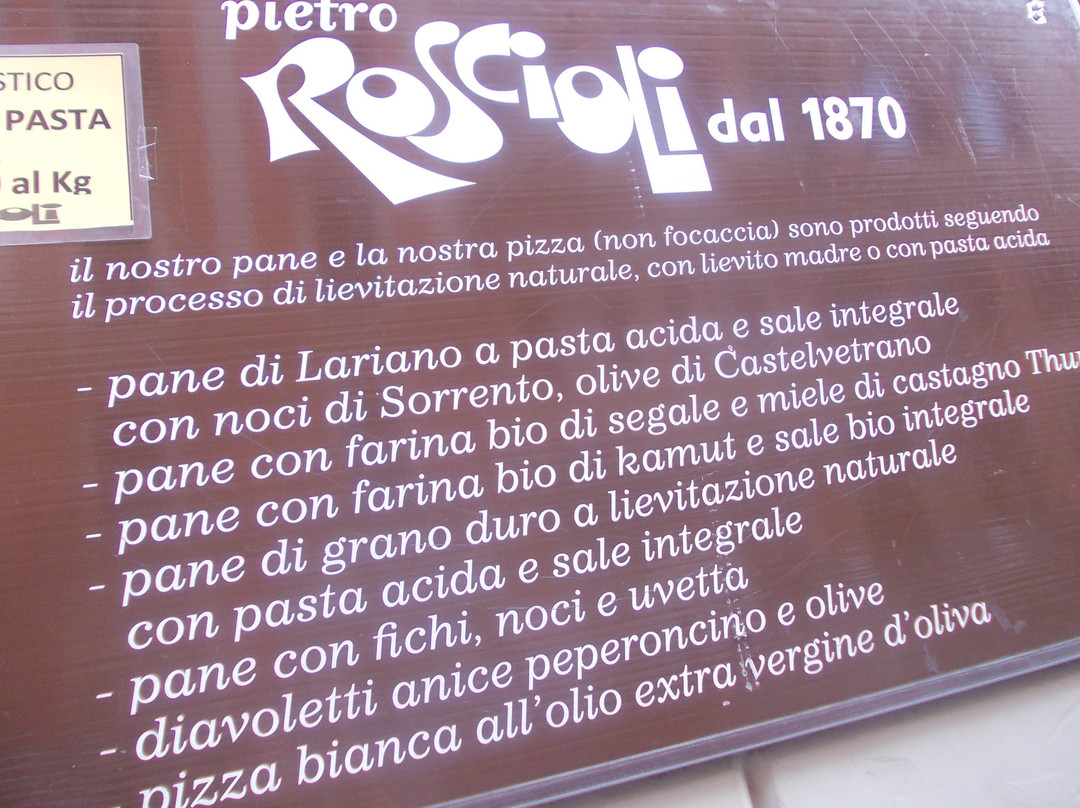 pietro
Roscioli dal 1870
STICO
PASTA
al Kg
il nostro pane e la nostra pizza (non focaccia) sono prodotti seguendo
il processo di lievitazione naturale, con lievito madre o con pasta acida
- pane di Lariano a pasta acida e sale integrale
con noci di Sorrento, olive di Castelvetrano
- pane con farina bio di segale e miele di castagno Thu
- pane con farina bio di kamut e sale bio integrale
- pane di grano duro a lievitazione naturale
con pasta acida e sale integrale
- pane con fichi, noci e uvetta
- diavoletti anice peperoncino e olive
- pizza bianca all'olio extra vergine d'oliva